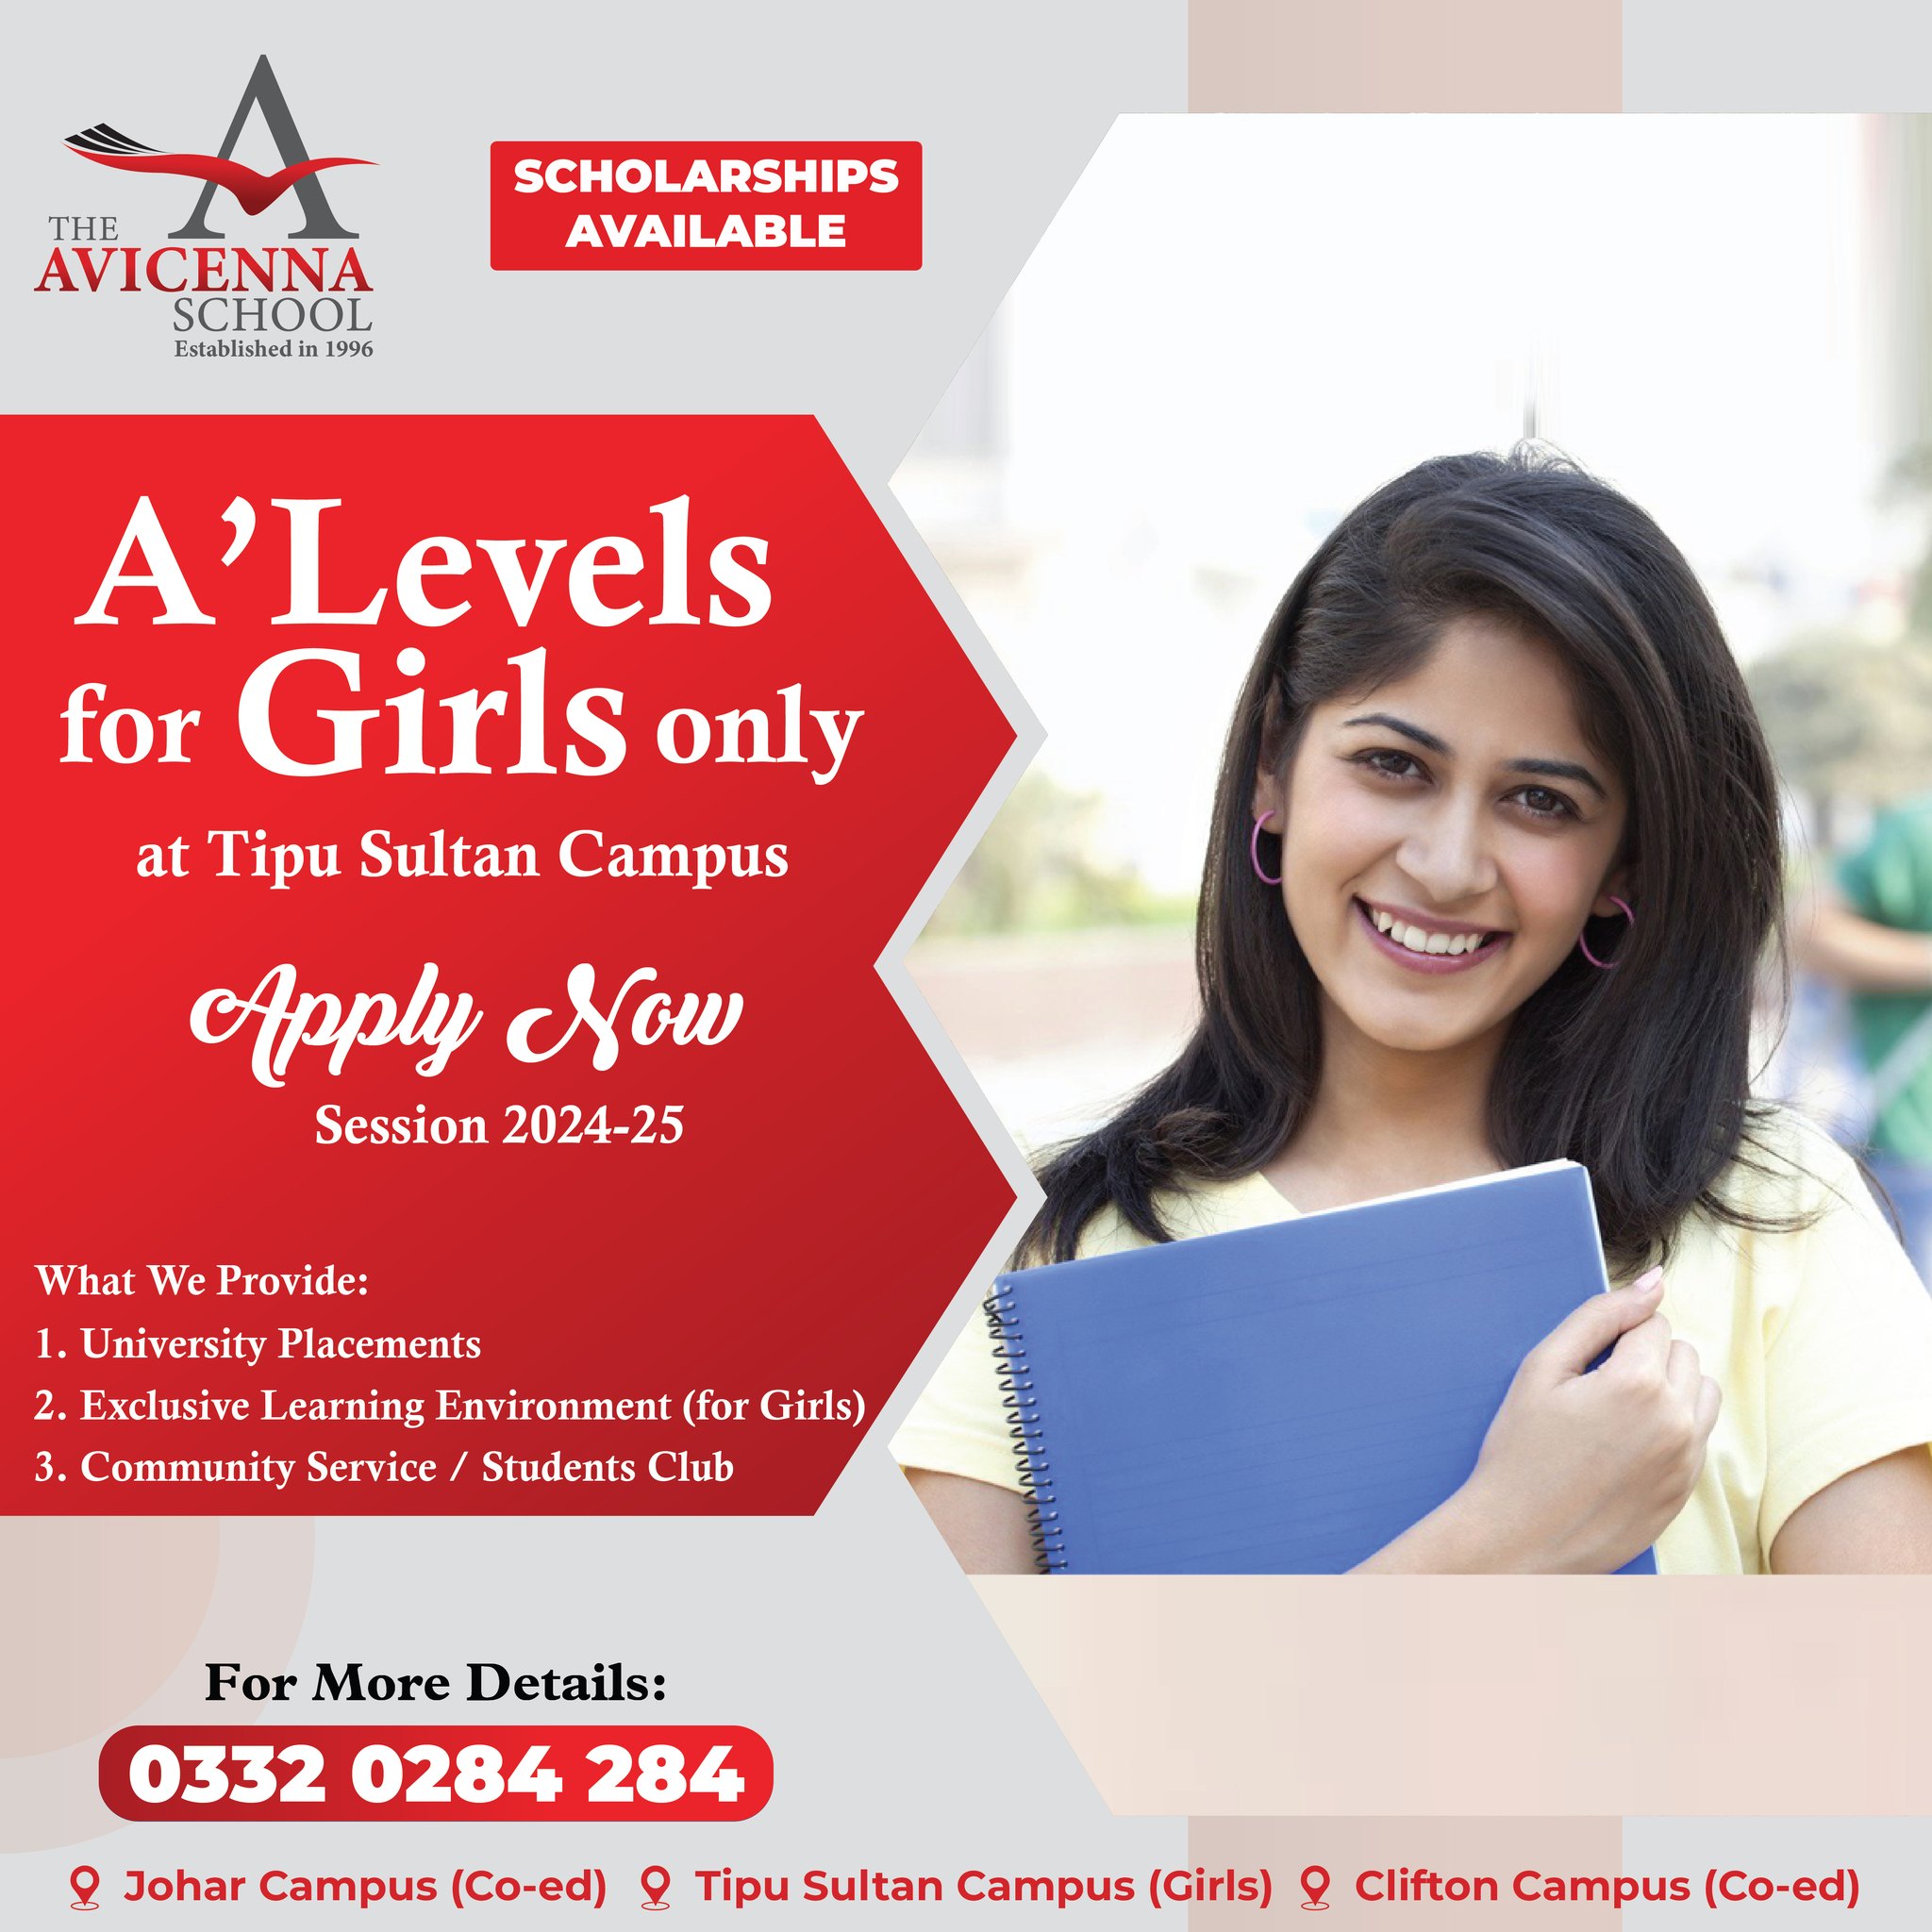 THE
AVICENNA
SCHOOL
Established in 1996
SCHOLARSHIPS
AVAILABLE
A’Levels
for Girls only
at Tipu Sultan Campus
Apply Now
Session 2024-25
What We Provide:
1. University Placements
2. Exclusive Learning Environment (for Girls)
3. Community Service / Students Club
For More Details:
0332 0284 284
Johar Campus (Co-ed) Tipu Sultan Campus (Girls) Clifton Campus (Co-ed)